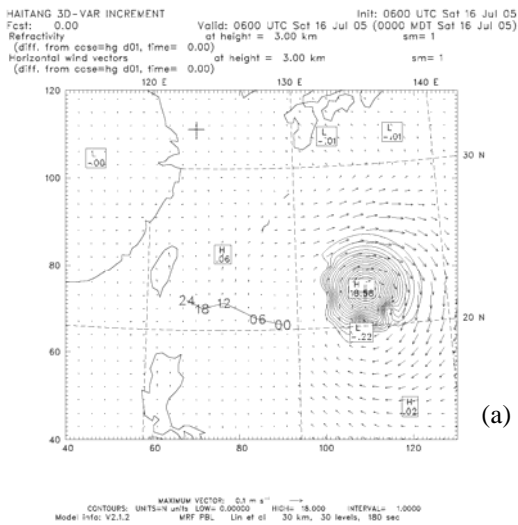 HAITANG 3D-VAR INCREMENT Init: 0600 UTC Sat 16 Jul 05
Fcst: 0.00 Valid: 0600 UTC Sat 16 Jul 05 (0000 MDT Sat 16 Jul 05)
Refractivity at height = 3.00 km sm= 1
(diff. from case=hg d01, time= 0.00)
Horizontal wind vectors at height = 3.00 km sm= 1
(diff. from case=hg d01, time= 0.00)
120 E 130 E 140 E
120
L
-.01
L
-.01
L
-.00
30 N
100
H
.06
80
H
18.58
24 18 12 06 00
20 N
L
-.22
60
H
.02
(a)
40
40 60 80 100 120
MAXIMUM VECTOR: 0.1 m s⁻¹
CONTOURS: UNITS=N units LOW= 0.00000 HIGH= 18.000 INTERVAL= 1.0000
Model Info: V2.1.2 MRF PBL Lin et al 30 km, 30 levels, 180 sec